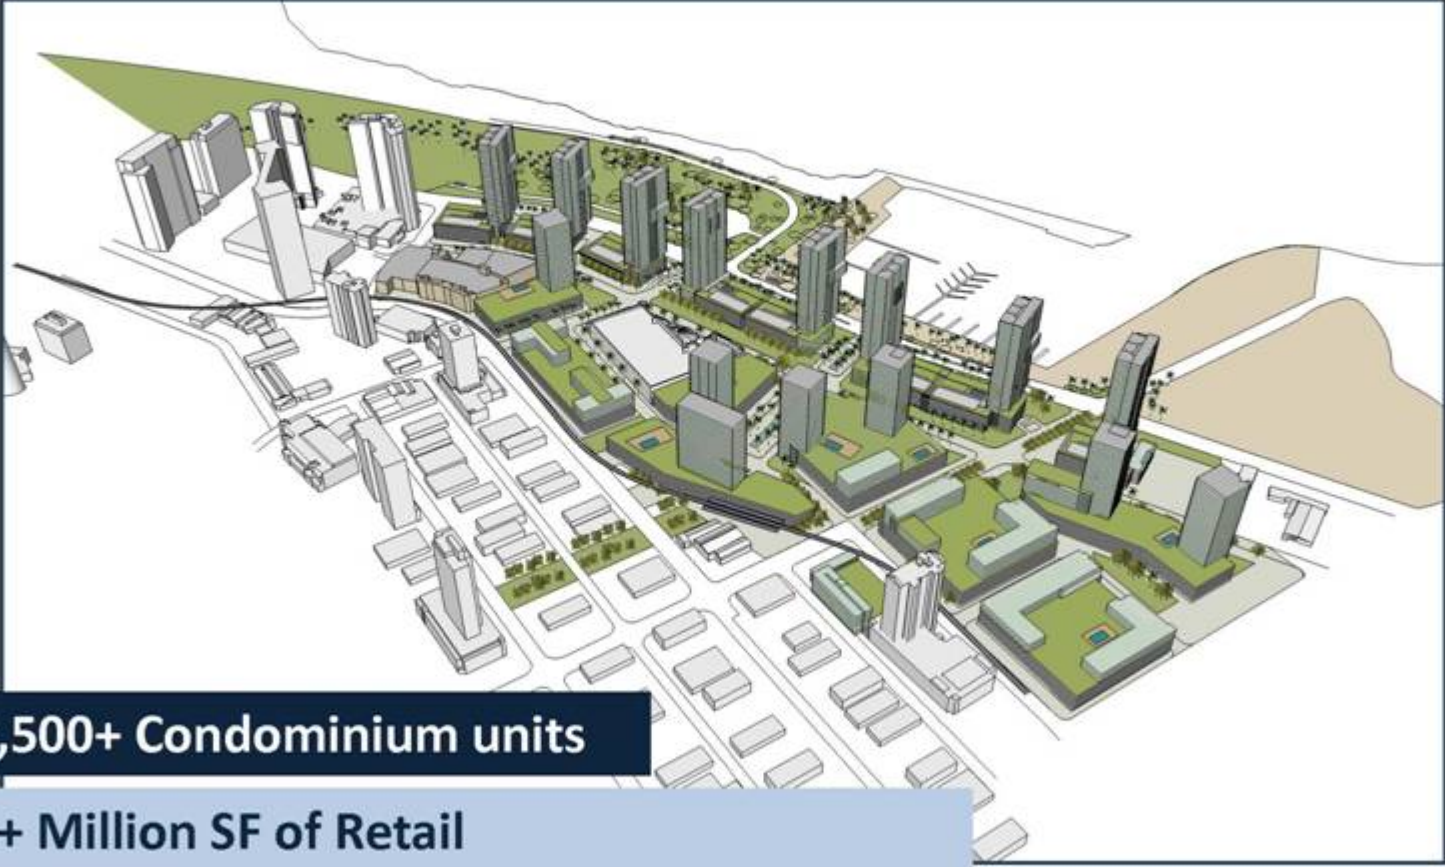 ,500+ Condominium units
+ Million SF of Retail